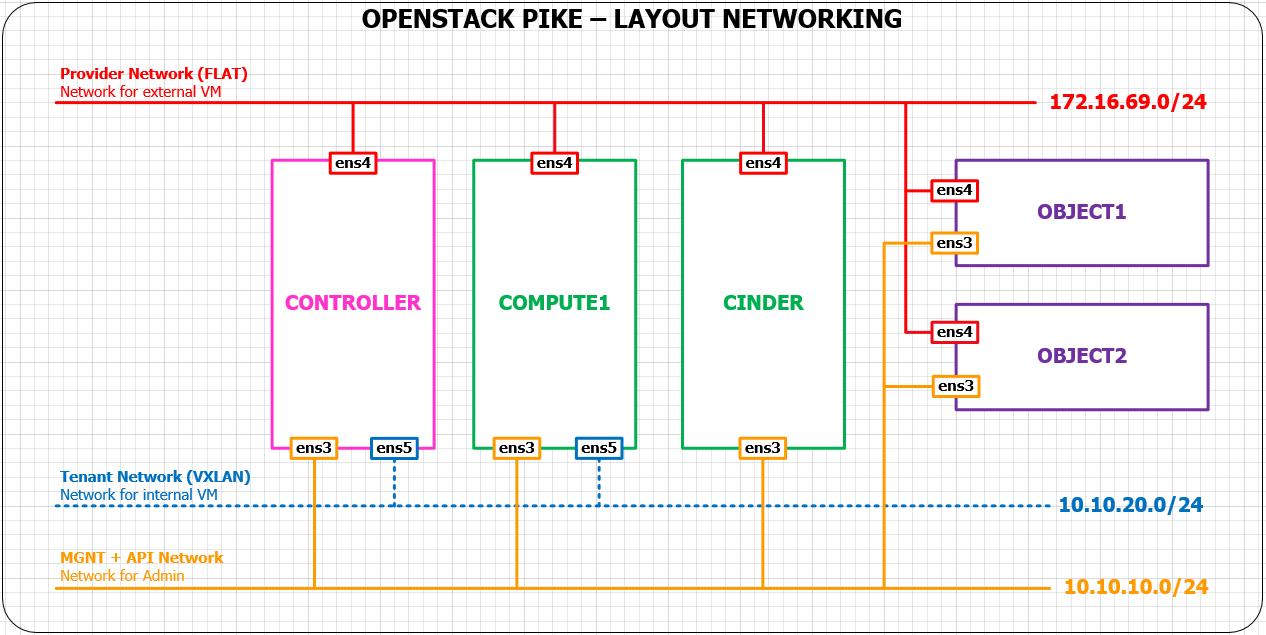 OPENSTACK PIKE – LAYOUT NETWORKING
Provider Network (FLAT)
Network for external VM
172.16.69.0/24
ens4
ens4
ens4
ens4
OBJECT1
ens3
CONTROLLER
COMPUTE1
CINDER
ens4
OBJECT2
ens3
ens3
ens5
ens3
ens5
ens3
Tenant Network (VXLAN)
Network for internal VM
10.10.20.0/24
MGNT + API Network
Network for Admin
10.10.10.0/24